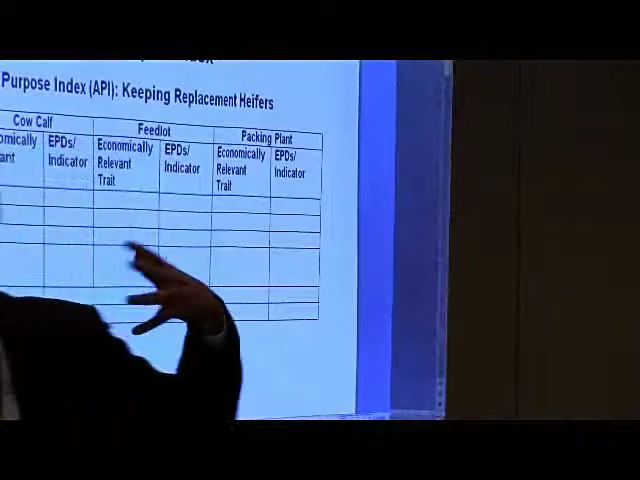 Purpose Index (API): Keeping Replacement Heifers
Cow Calf Feedlot Packing Plant
EPDs/ Economically EPDs/ Economically EPDs/
Indicator Relevant Indicator Relevant Indicator
Trait Trait